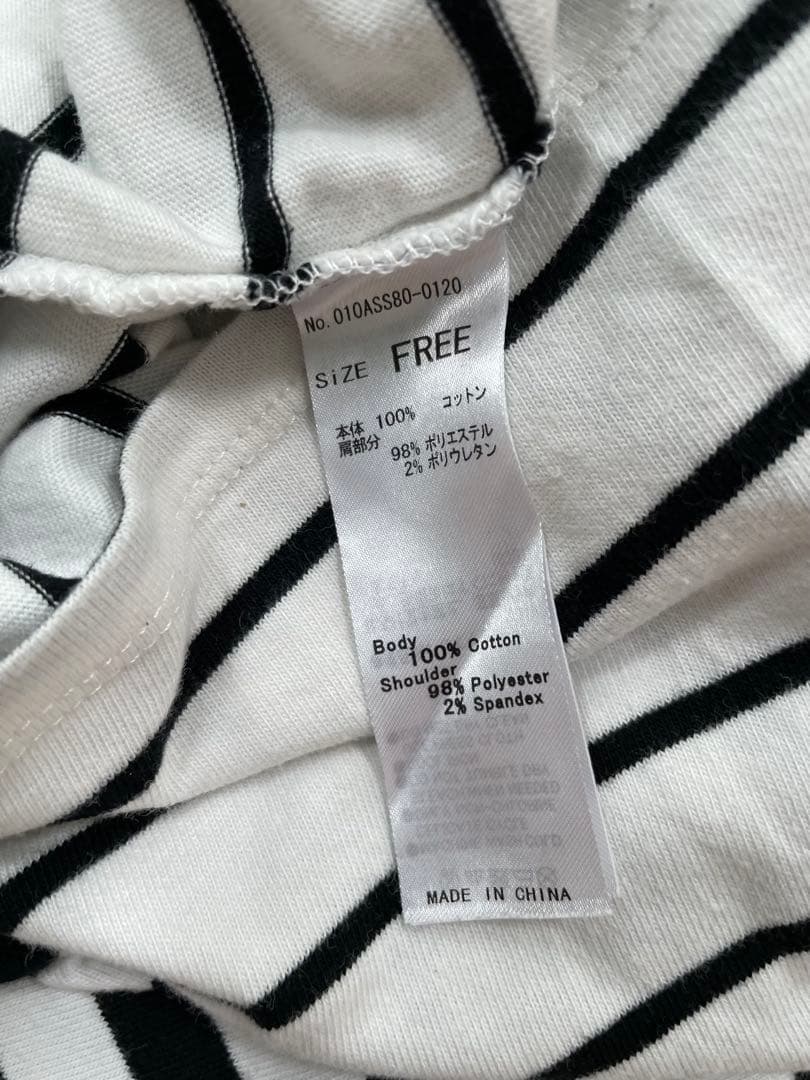 No. 010ASS80-0120
SiZE FREE
本体 100% コットン
肩部分 98% ポリエステル
2% ポリウレタン
Body
100% Cotton
Shoulder
98% Polyester
2% Spandex
MADE IN CHINA